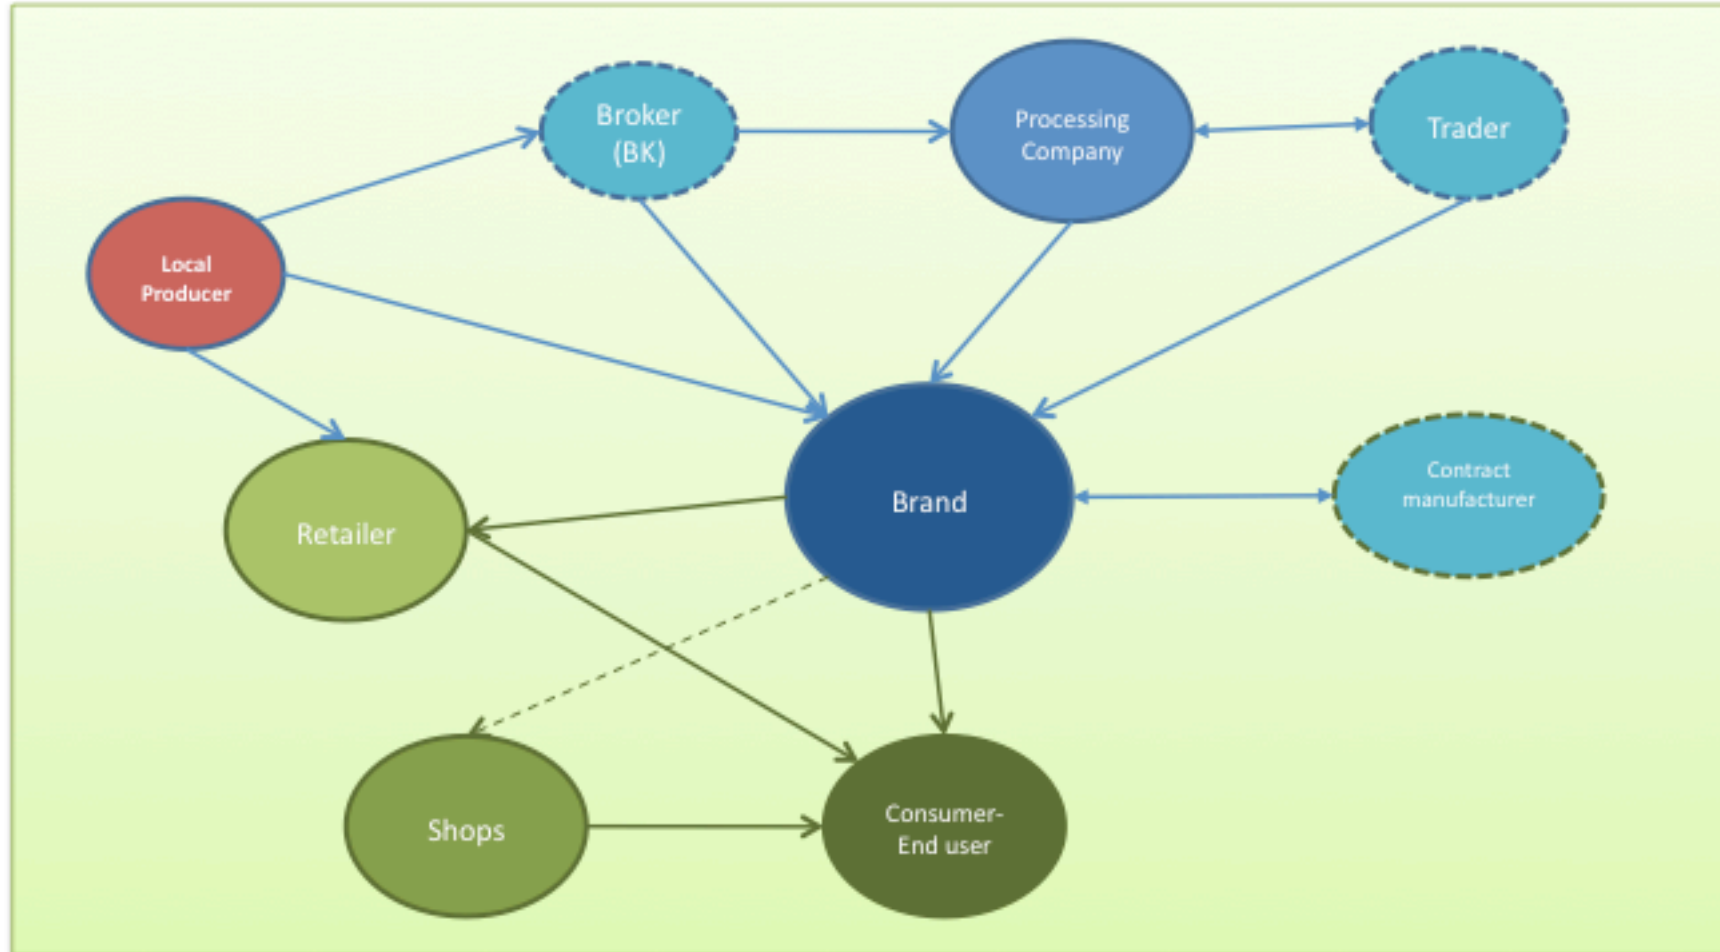 Broker
(BK)
Processing
Company
Trader
Local
Producer
Retailer
Brand
Contract
manufacturer
Shops
Consumer-
End user